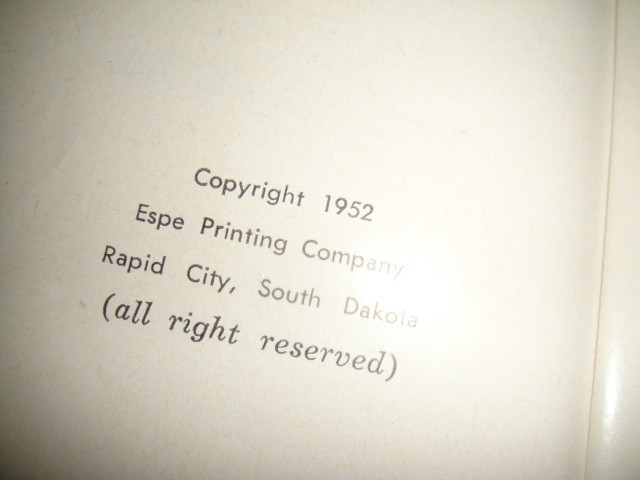 Copyright 1952
Espe Printing Company
Rapid City, South Dakota
(all right reserved)